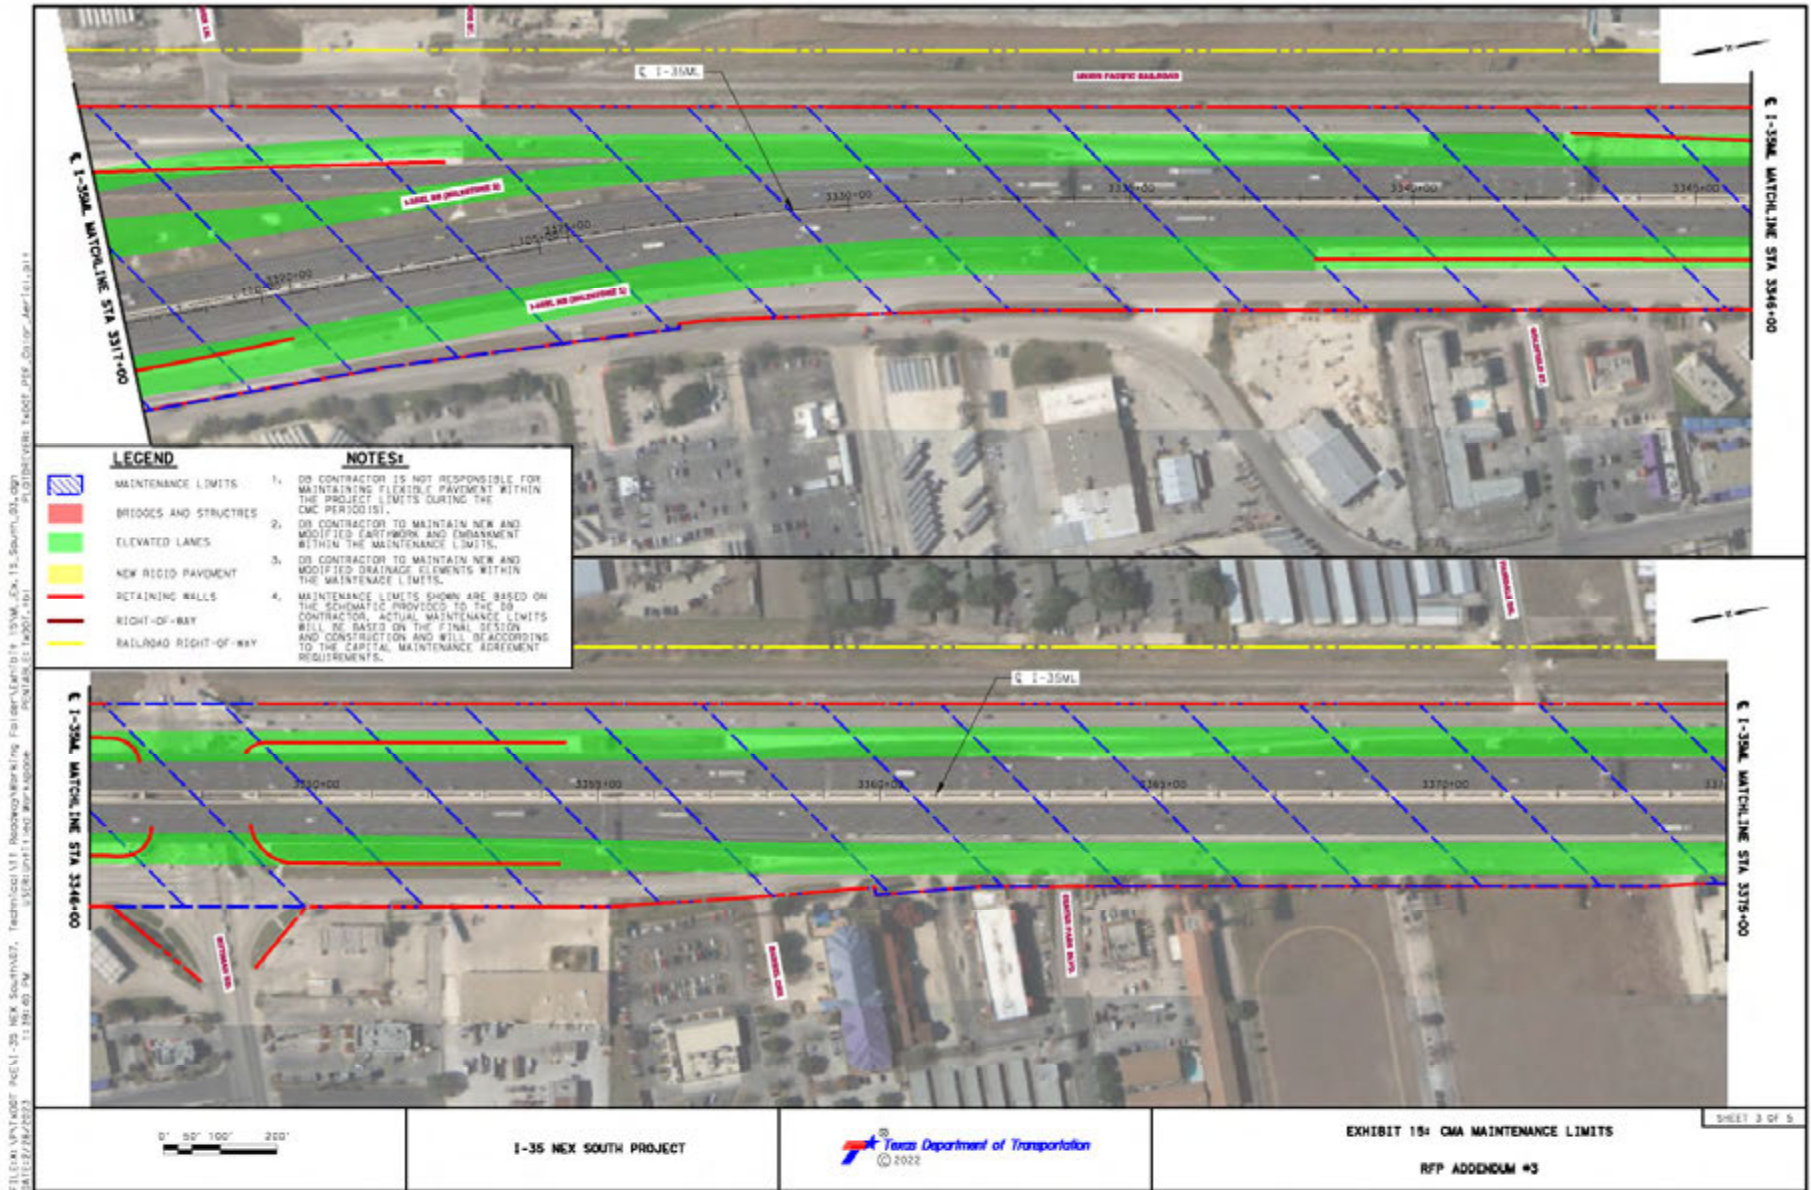 UNION PACIFIC RAILROAD
℄ I-35ML
℄ I-35ML MATCHLINE STA 3317+00
℄ I-35ML MATCHLINE STA 3346+00
3320+00
3325+00
3330+00
3335+00
3340+00
3345+00
LEGEND
MAINTENANCE LIMITS
BRIDGES AND STRUCTRES
ELEVATED LANES
NEW RIGID PAVEMENT
RETAINING WALLS
RIGHT-OF-WAY
RAILROAD RIGHT-OF-WAY
NOTES:
1. DB CONTRACTOR IS NOT RESPONSIBLE FOR
MAINTAINING FLEXIBLE PAVEMENT WITHIN
THE PROJECT LIMITS DURING THE
CMC PERIOD(S).
2. DB CONTRACTOR TO MAINTAIN NEW AND
MODIFIED EARTHWORK AND EMBANKMENT
WITHIN THE MAINTENANCE LIMITS.
3. DB CONTRACTOR TO MAINTAIN NEW AND
MODIFIED DRAINAGE ELEMENTS WITHIN
THE MAINTENACE LIMITS.
4. MAINTENANCE LIMITS SHOWN ARE BASED ON
THE SCHEMATIC PROVIDED TO THE DB
CONTRACTOR. ACTUAL MAINTENANCE LIMITS
WILL BE BASED ON THE FINAL DESIGN
AND CONSTRUCTION AND WILL BE ACCORDING
TO THE CAPITAL MAINTENANCE AGREEMENT
REQUIREMENTS.
℄ I-35ML
℄ I-35ML MATCHLINE STA 3346+00
℄ I-35ML MATCHLINE STA 3375+00
3350+00
3355+00
3360+00
3365+00
3370+00
0' 50' 100' 200'
I-35 NEX SOUTH PROJECT
Texas Department of Transportation
© 2022
EXHIBIT 15: CMA MAINTENANCE LIMITS
RFP ADDENDUM #3
SHEET 3 OF 5